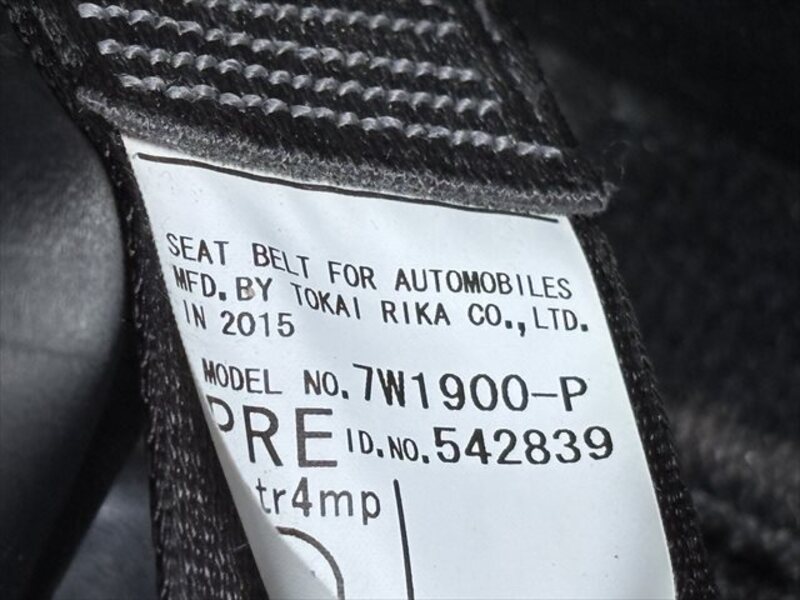 SEAT BELT FOR AUTOMOBILES
MFD. BY TOKAI RIKA CO., LTD.
IN 2015
MODEL NO. 7W1900-P
PRE ID. NO. 542839
tr4mp